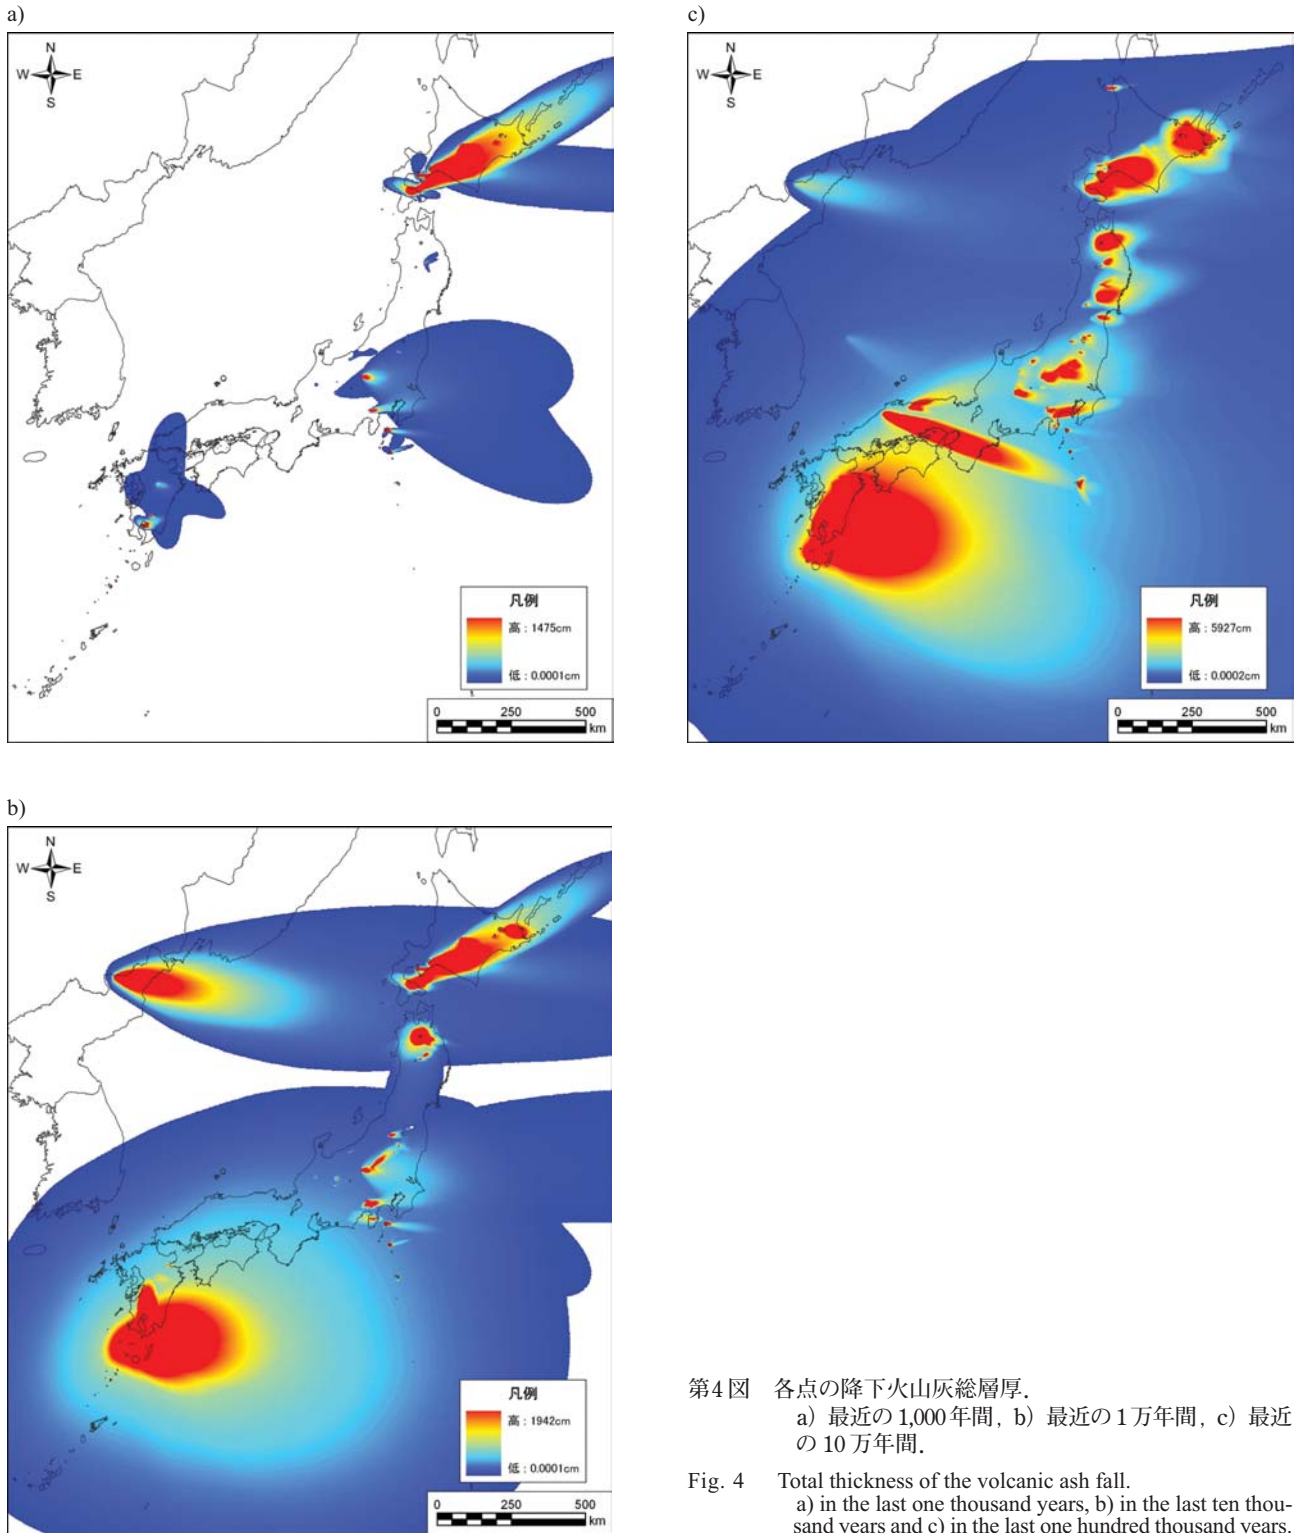 a)
N
W E
S
凡例
高 : 1475cm
低 : 0.0001cm
0 250 500
km
c)
N
W E
S
凡例
高 : 5927cm
低 : 0.0002cm
0 250 500
km
b)
N
W E
S
凡例
高 : 1942cm
低 : 0.0001cm
0 250 500
km
第4図 各点の降下火山灰総層厚．
a）最近の1,000年間，b）最近の1万年間，c）最近
の10万年間．
Fig. 4 Total thickness of the volcanic ash fall.
a) in the last one thousand years, b) in the last ten thou-
sand years and c) in the last one hundred thousand years.